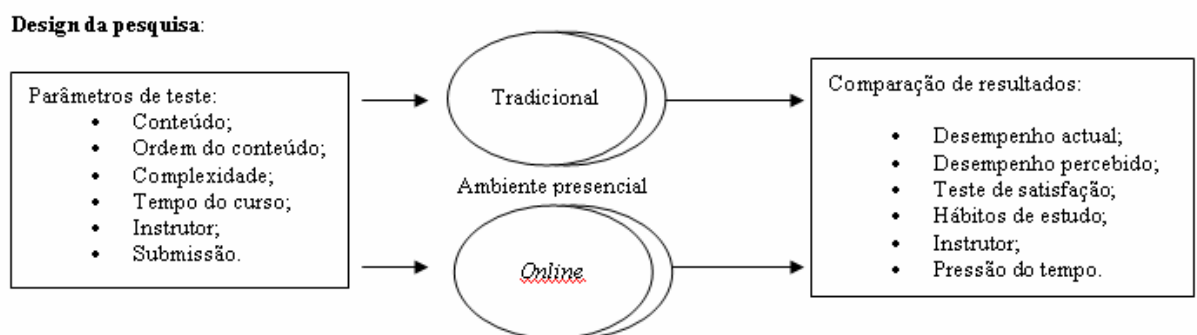 Design da pesquisa:
Parâmetros de teste:
• Conteúdo;
• Ordem do conteúdo;
• Complexidade;
• Tempo do curso;
• Instrutor;
• Submissão.
Tradicional
Ambiente presencial
Online
Comparação de resultados:
• Desempenho actual;
• Desempenho percebido;
• Teste de satisfação;
• Hábitos de estudo;
• Instrutor;
• Pressão do tempo.